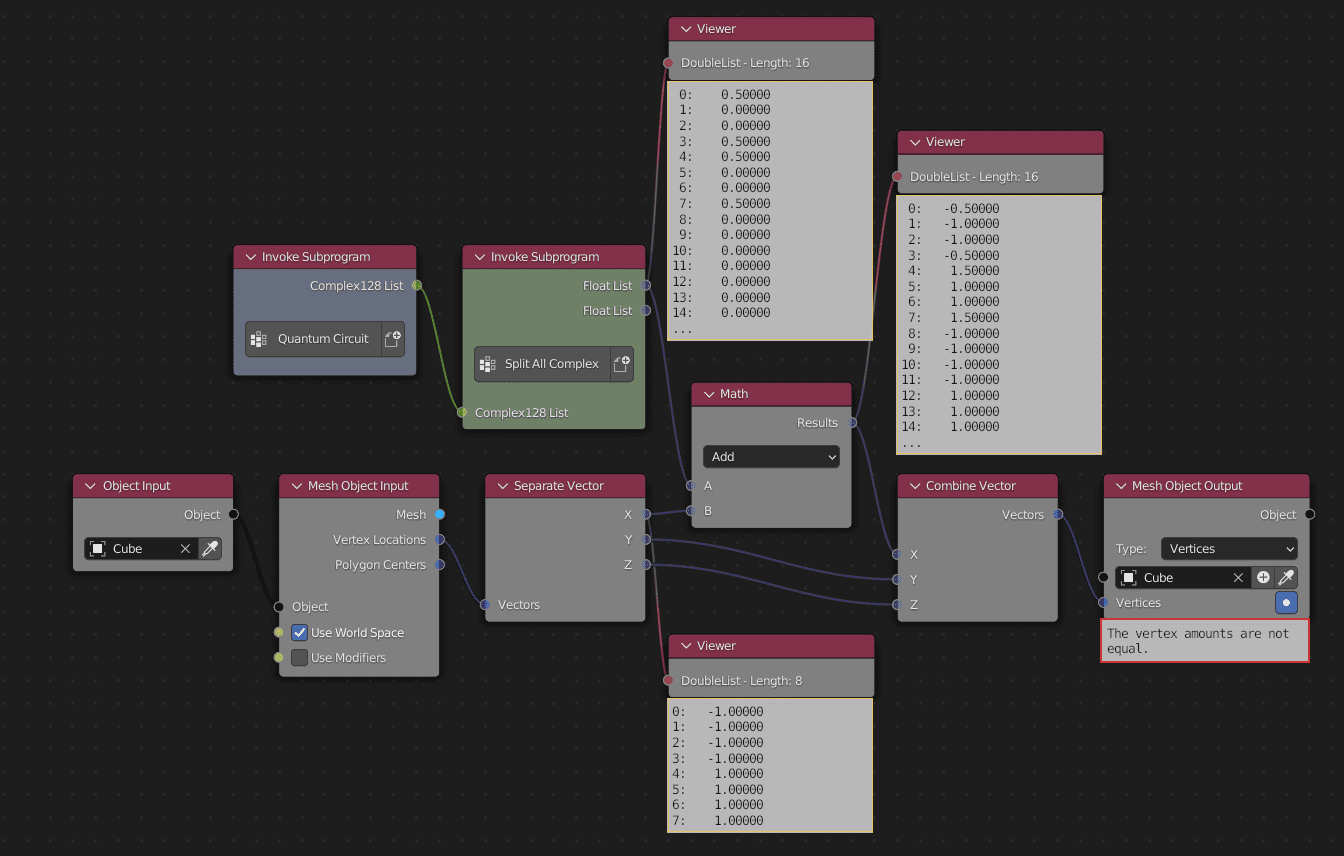 Viewer
DoubleList - Length: 16
0: 0.50000
1: 0.00000
2: 0.00000
3: 0.50000
4: 0.50000
5: 0.00000
6: 0.00000
7: 0.50000
8: 0.00000
9: 0.00000
10: 0.00000
11: 0.00000
12: 0.00000
13: 0.00000
14: 0.00000
...
Viewer
DoubleList - Length: 16
0: -0.50000
1: -1.00000
2: -1.00000
3: -0.50000
4: 1.50000
5: 1.00000
6: 1.00000
7: 1.50000
8: -1.00000
9: -1.00000
10: -1.00000
11: -1.00000
12: 1.00000
13: 1.00000
14: 1.00000
...
Invoke Subprogram
Complex128 List
Quantum Circuit
Invoke Subprogram
Float List
Float List
Split All Complex
Complex128 List
Math
Results
Add
A
B
Object Input
Object
Cube
Mesh Object Input
Mesh
Vertex Locations
Polygon Centers
Object
Use World Space
Use Modifiers
Separate Vector
X
Y
Z
Vectors
Combine Vector
Vectors
X
Y
Z
Mesh Object Output
Object
Type: Vertices
Cube
Vertices
The vertex amounts are not
equal.
Viewer
DoubleList - Length: 8
0: -1.00000
1: -1.00000
2: -1.00000
3: -1.00000
4: 1.00000
5: 1.00000
6: 1.00000
7: 1.00000